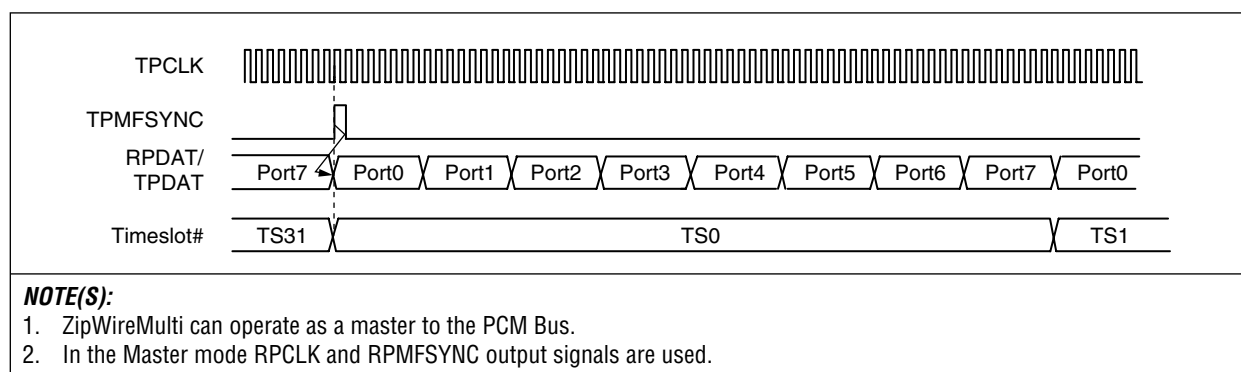 TPCLK
TPMFSYNC
RPDAT/
TPDAT
Port7 Port0 Port1 Port2 Port3 Port4 Port5 Port6 Port7 Port0
Timeslot# TS31 TS0 TS1
NOTE(S):
1. ZipWireMulti can operate as a master to the PCM Bus.
2. In the Master mode RPCLK and RPMFSYNC output signals are used.